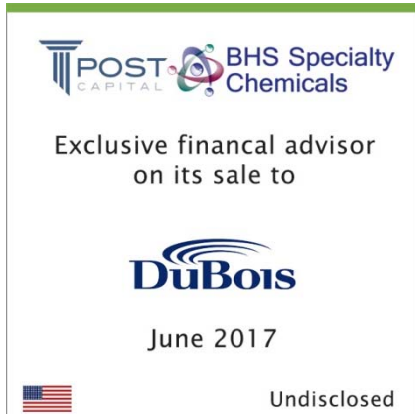 POST BHS Specialty
CAPITAL Chemicals
Exclusive financal advisor
on its sale to
DuBois
June 2017
Undisclosed